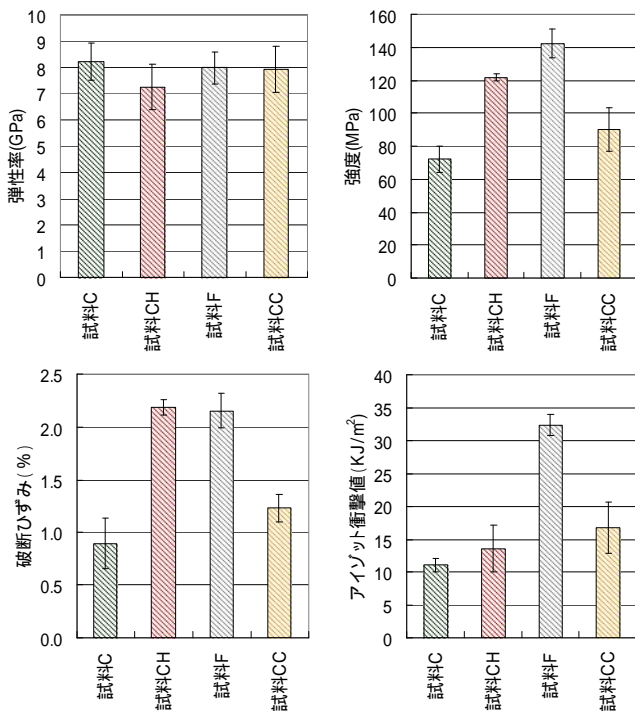 弾性率(GPa)
10
9
8
7
6
5
4
3
2
1
0
試料C
試料CH
試料F
試料CC
強度(MPa)
160
140
120
100
80
60
40
20
0
試料C
試料CH
試料F
試料CC
破断ひずみ(%)
2.5
2.0
1.5
1.0
0.5
0.0
試料C
試料CH
試料F
試料CC
アイゾット衝撃値(KJ/m²)
40
35
30
25
20
15
10
5
0
試料C
試料CH
試料F
試料CC